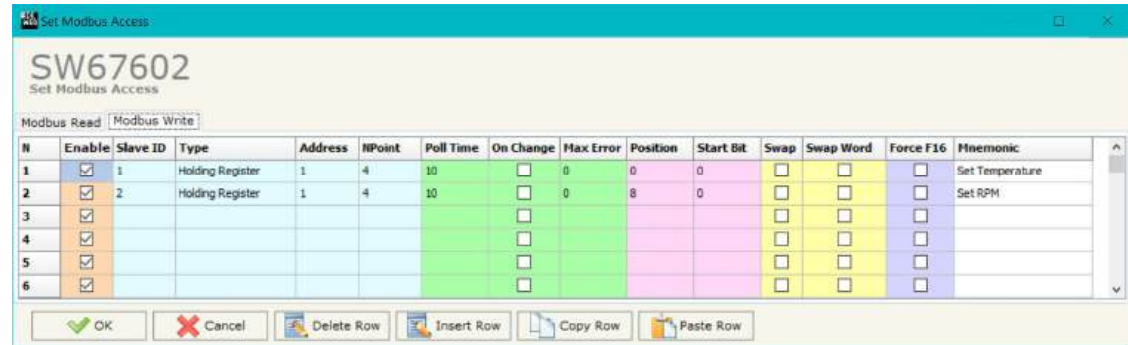 Set Modbus Access
SW67602
Set Modbus Access
Modbus Read Modbus Write
N Enable Slave ID Type Address NPoint Poll Time On Change Max Error Position Start Bit Swap Swap Word Force F16 Mnemonic
1 1 Holding Register 1 4 10 0 0 0 Set Temperature
2 2 Holding Register 1 4 10 0 8 0 Set RPM
3
4
5
6
OK Cancel Delete Row Insert Row Copy Row Paste Row